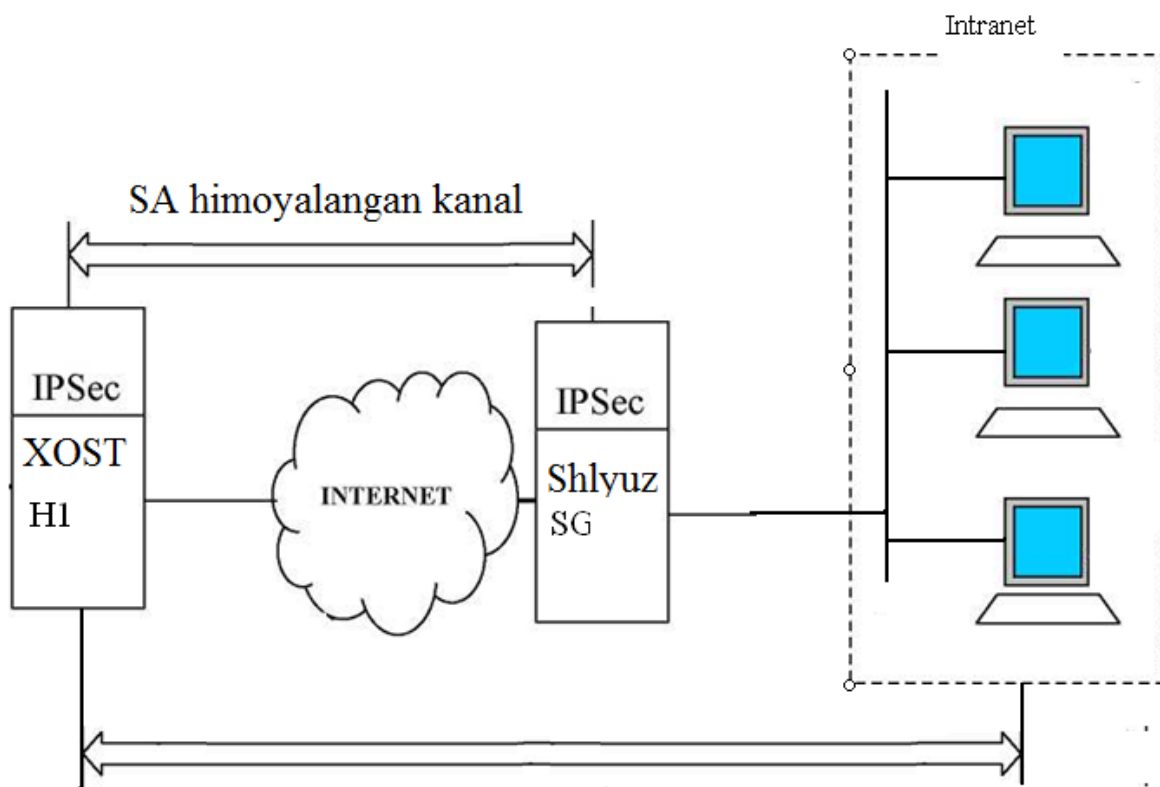 Intranet
SA himoyalangan kanal
IPSec
XOST
H1
INTERNET
IPSec
Shlyuz
SG